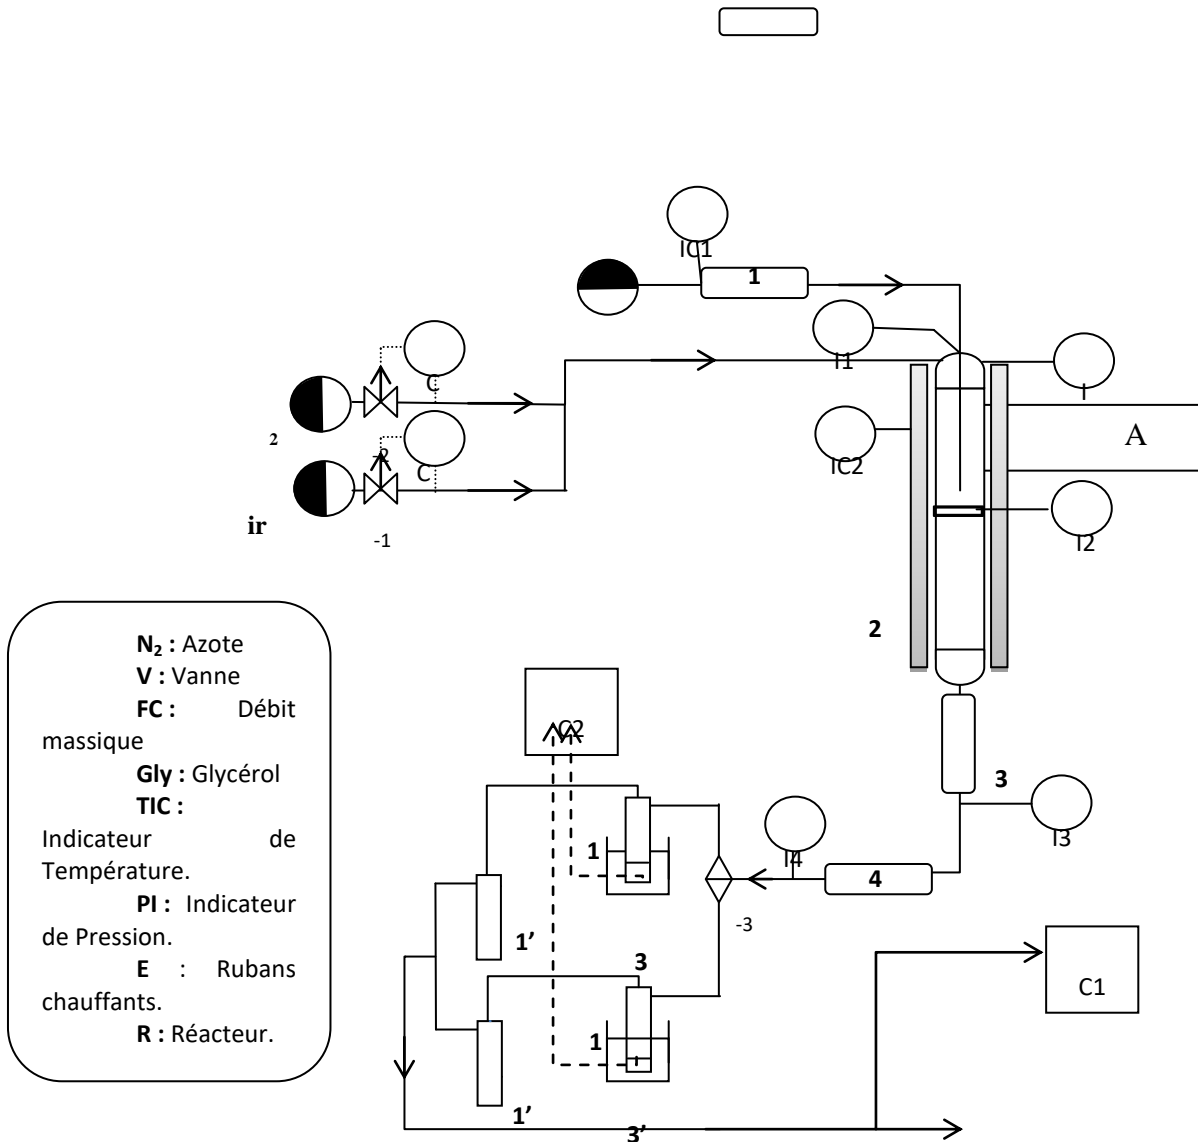 IC1
1
I1
I
C
2
-2
A
IC2
C
ir
-1
I2
N₂ : Azote
V : Vanne
FC : Débit
massique
Gly : Glycérol
TIC :
Indicateur de
Température.
PI : Indicateur
de Pression.
E : Rubans
chauffants.
R : Réacteur.
2
C2
3
I3
1
I4
4
-3
1’
3
C1
1
1’
3’